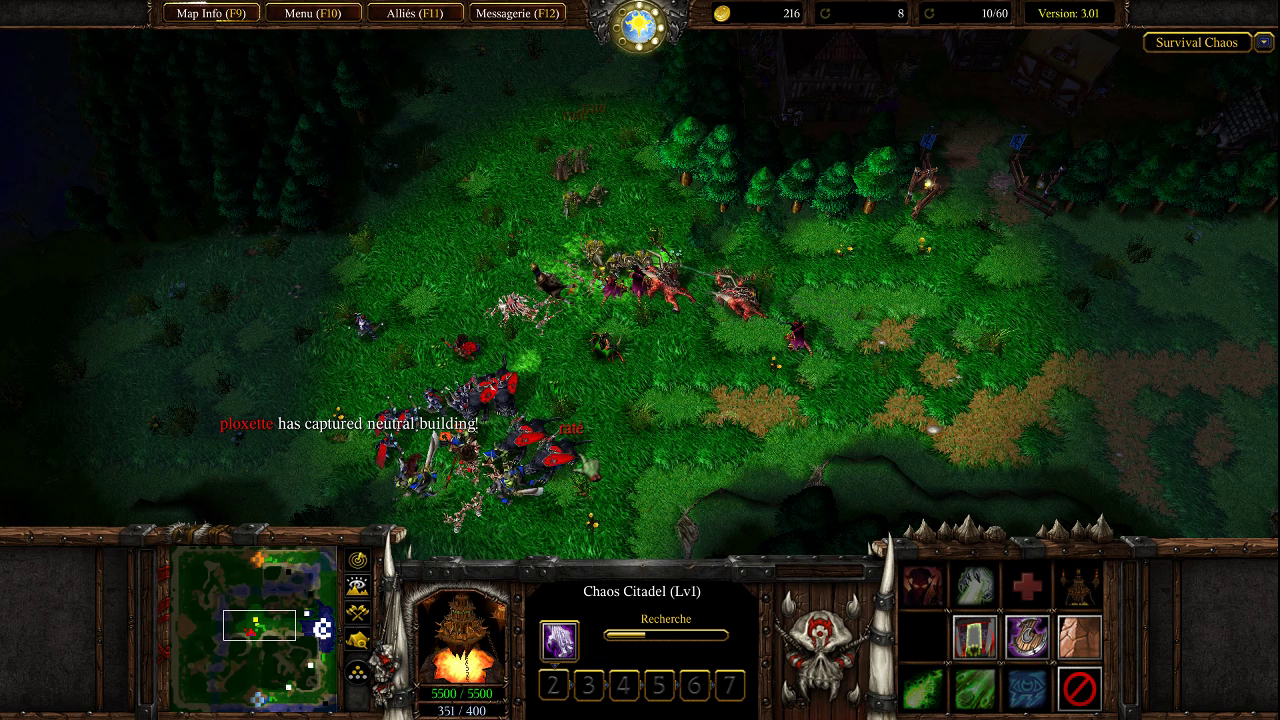 Map Info (F9) Menu (F10) Alliés (F11) Messagerie (F12) 216 8 10/60 Version: 3.01
Survival Chaos
ploxette has captured neutral building!
raté
Chaos Citadel (Lv1)
Recherche
2 3 4 5 6 7
5500 / 5500
351 / 400